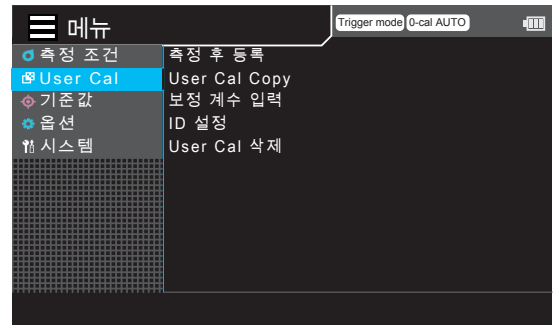 메뉴
Trigger mode 0-cal AUTO
측정 조건
User Cal
기준값
옵션
시스템
측정 후 등록
User Cal Copy
보정 계수 입력
ID 설정
User Cal 삭제